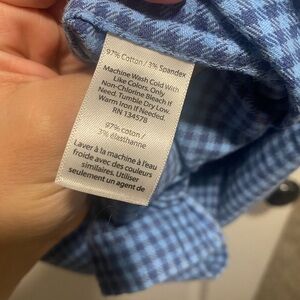 97% Cotton / 3% Spandex
Machine Wash Cold With
Like Colors. Only
Non-Chlorine Bleach If
Need. Tumble Dry Low.
Warm Iron If Needed.
RN 134578
97% coton /
3% élasthanne
Laver à la machine à l'eau
froide avec des couleurs
similaires. Utiliser
seulement un agent de